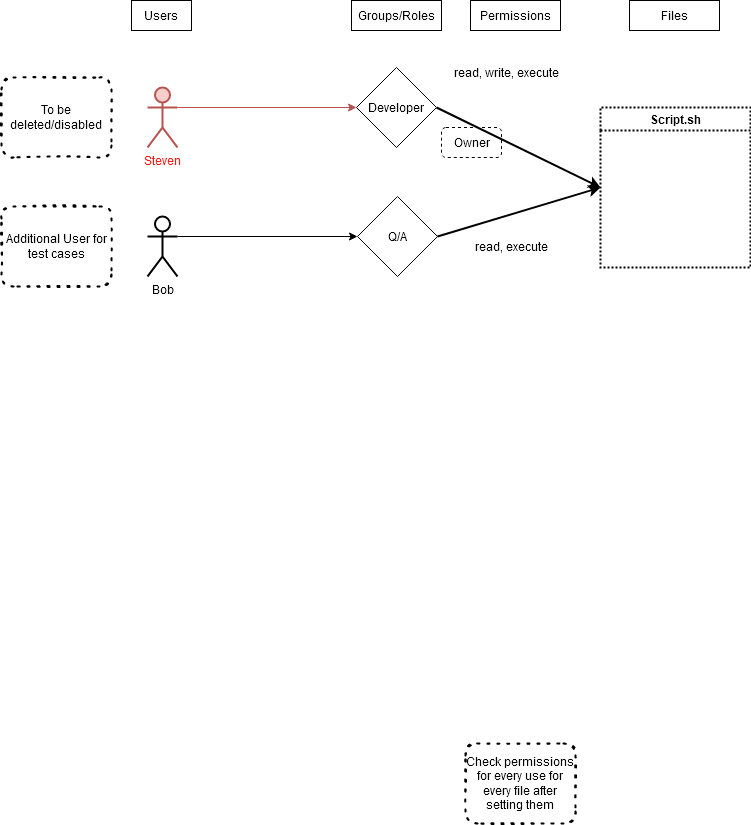 Users
Groups/Roles
Permissions
Files
To be
deleted/disabled
Steven
Developer
read, write, execute
Owner
Script.sh
Additional User for
test cases
Bob
Q/A
read, execute
Check permissions
for every use for
every file after
setting them